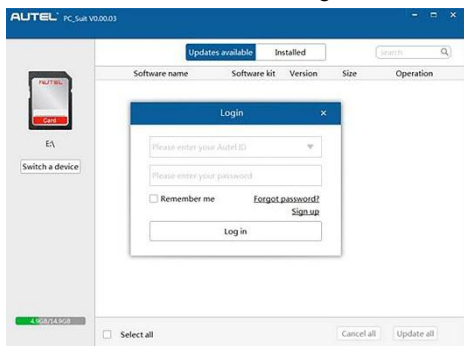 AUTEL PC_Suit V0.00.03
Updates available Installed
search
Software name Software kit Version Size Operation
AUTEL
Card
E:\
Switch a device
Login
Please enter your Autel ID
Please enter your password
Remember me Forgot password?
Sign up
Log in
4.9GB/14.9GB
Select all Cancel all Update all